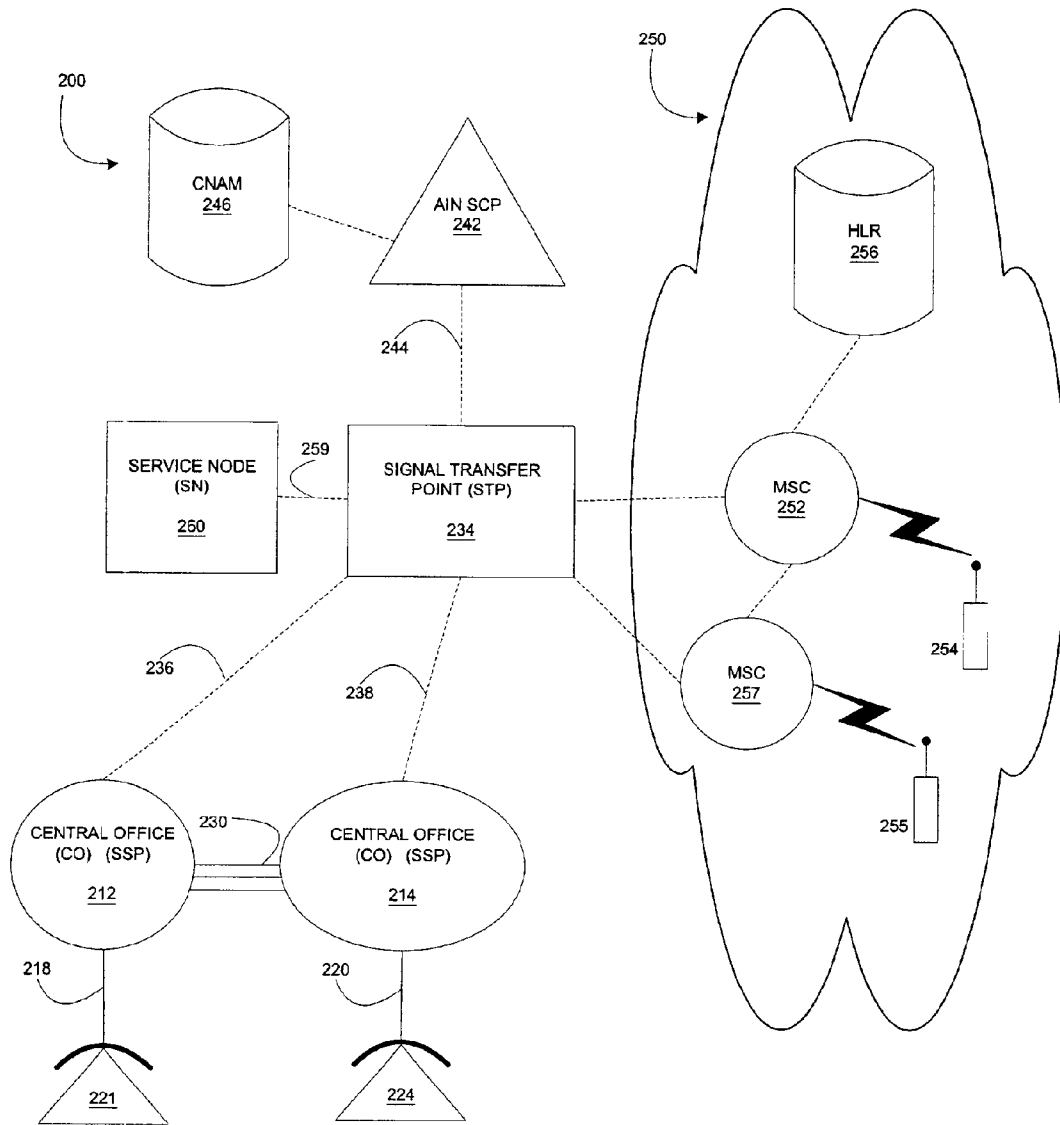 200
CNAM
246
AIN SCP
242
250
HLR
256
244
SERVICE NODE
(SN)
260
259
SIGNAL TRANSFER
POINT (STP)
234
MSC
252
254
236
238
MSC
257
255
CENTRAL OFFICE
(CO) (SSP)
212
230
CENTRAL OFFICE
(CO) (SSP)
214
218
220
221
224